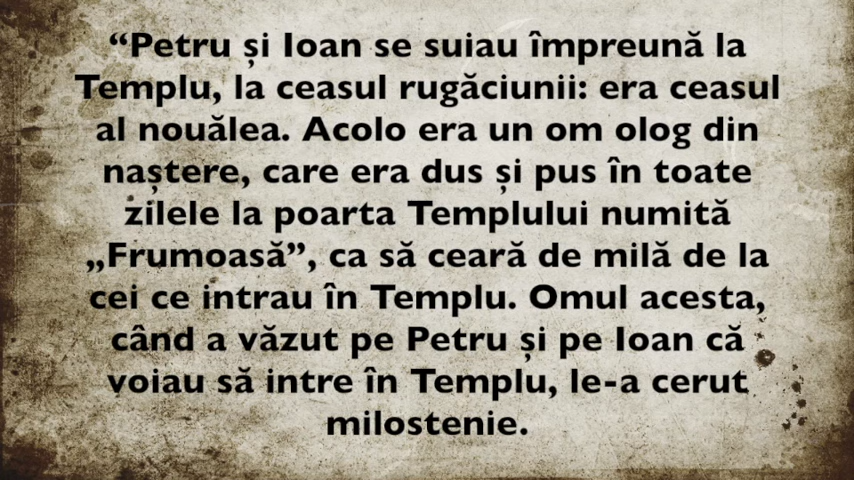 “Petru și Ioan se suiau împreună la
Templu, la ceasul rugăciunii: era ceasul
al nouălea. Acolo era un om olog din
naștere, care era dus și pus în toate
zilele la poarta Templului numită
„Frumoasă”, ca să ceară de milă de la
cei ce intrau în Templu. Omul acesta,
când a văzut pe Petru și pe Ioan că
voiau să intre în Templu, le-a cerut
milostenie.